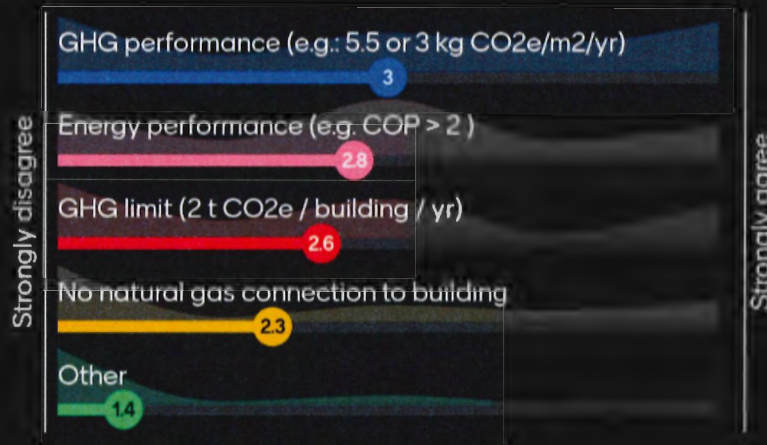 GHG performance (e.g.: 5.5 or 3 kg CO2e/m2/yr)
3
Energy performance (e.g. COP > 2 )
2.8
GHG limit (2 t CO2e / building / yr)
2.6
No natural gas connection to building
2.3
Other
1.4
Strongly disagree
Strongly agree